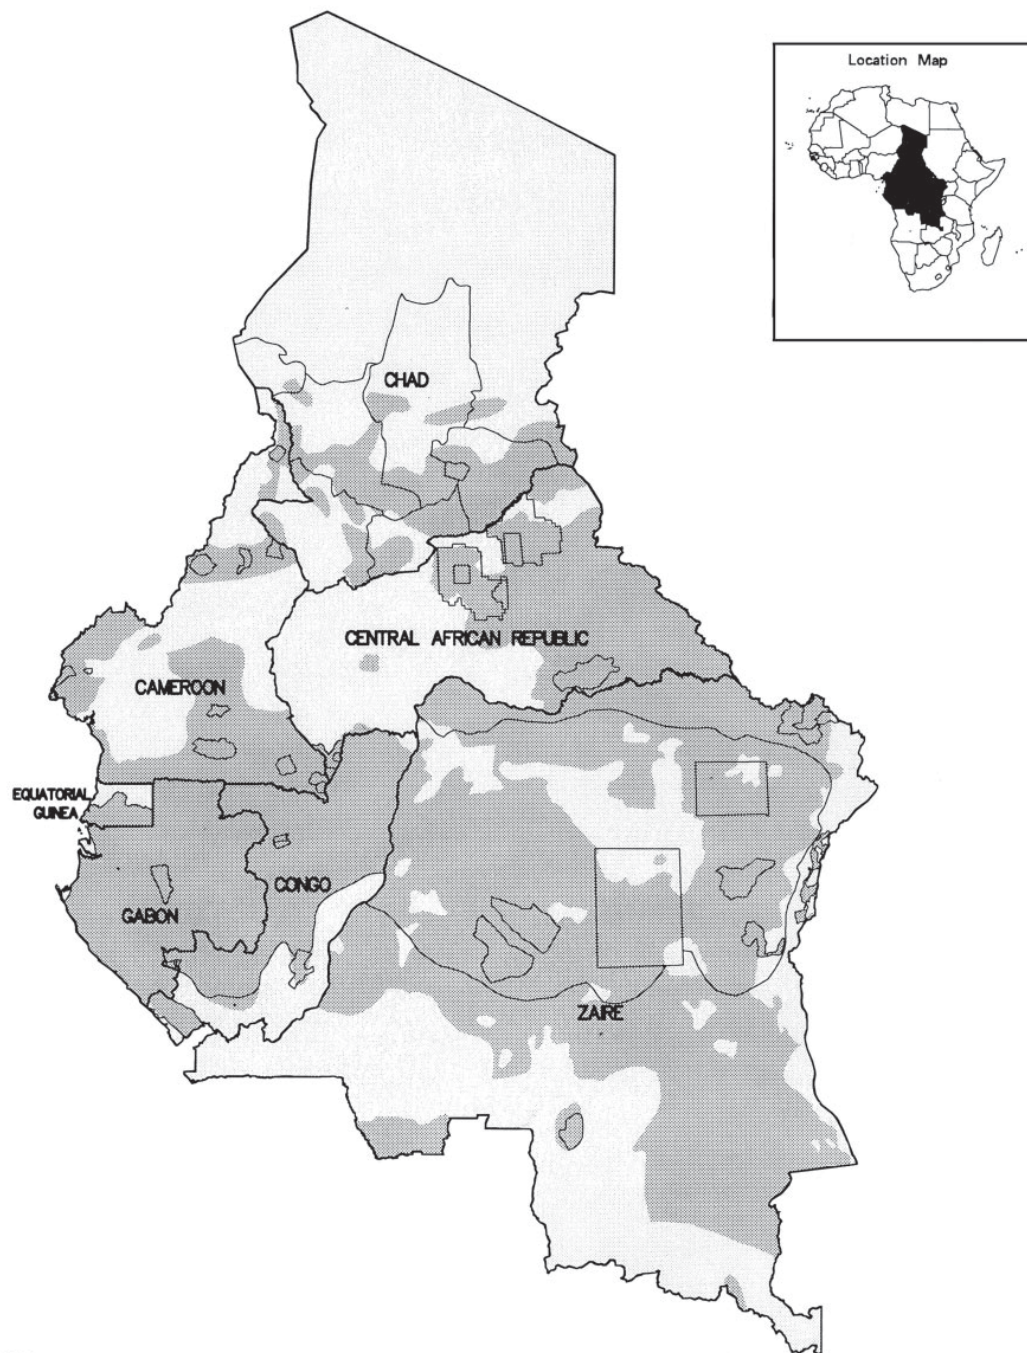 Location Map
CHAD
CENTRAL AFRICAN REPUBLIC
CAMEROON
EQUATORIAL
GUINEA
CONGO
GABON
ZAIRE